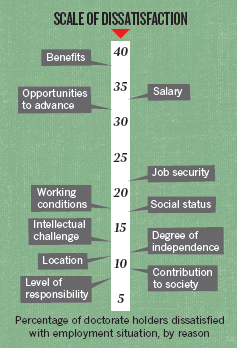 SCALE OF DISSATISFACTION
40
Benefits
35
Opportunities
to advance
Salary
30
25
Job security
20
Working
conditions
Social status
15
Intellectual
challenge
Degree of
independence
Location
10
Contribution
to society
Level of
responsibility
5
Percentage of doctorate holders dissatisfied
with employment situation, by reason